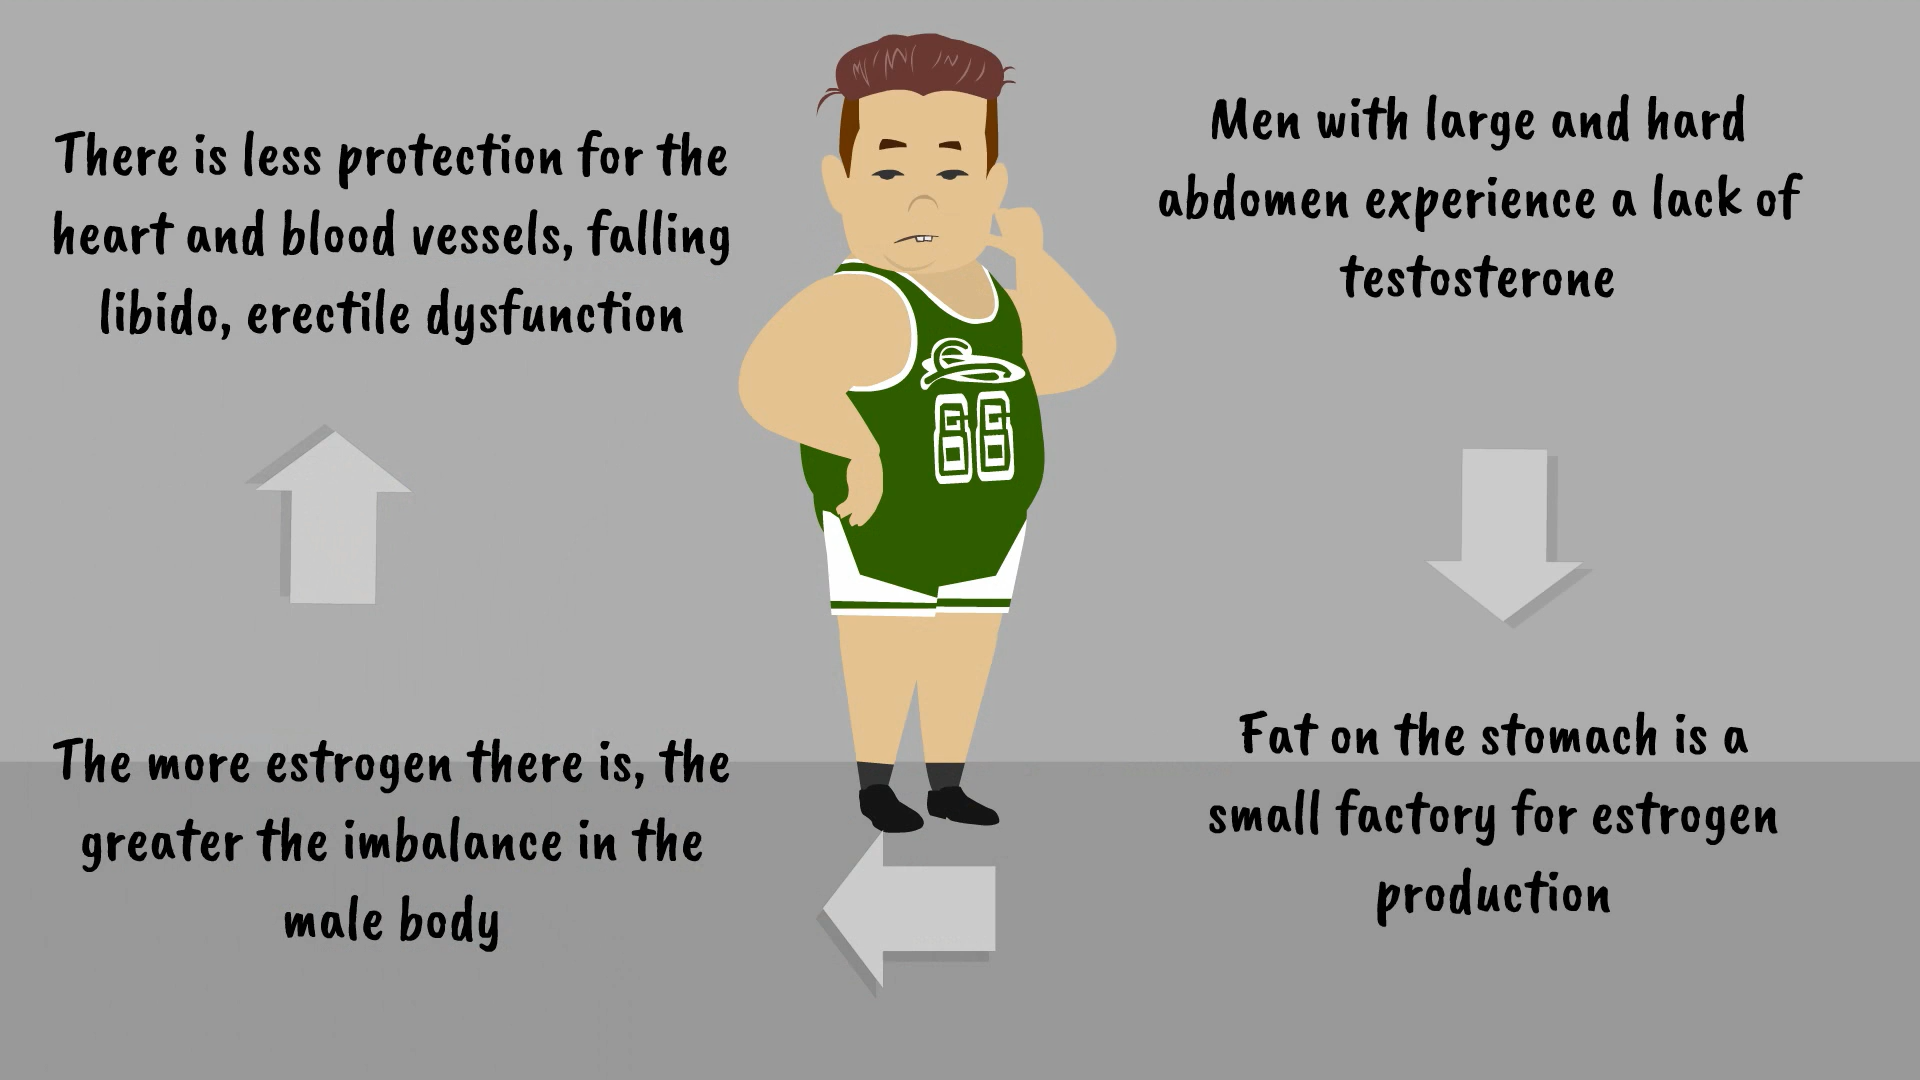 Men with large and hard
abdomen experience a lack of
testosterone
Fat on the stomach is a
small factory for estrogen
production
The more estrogen there is, the
greater the imbalance in the
male body
There is less protection for the
heart and blood vessels, falling
libido, erectile dysfunction
66